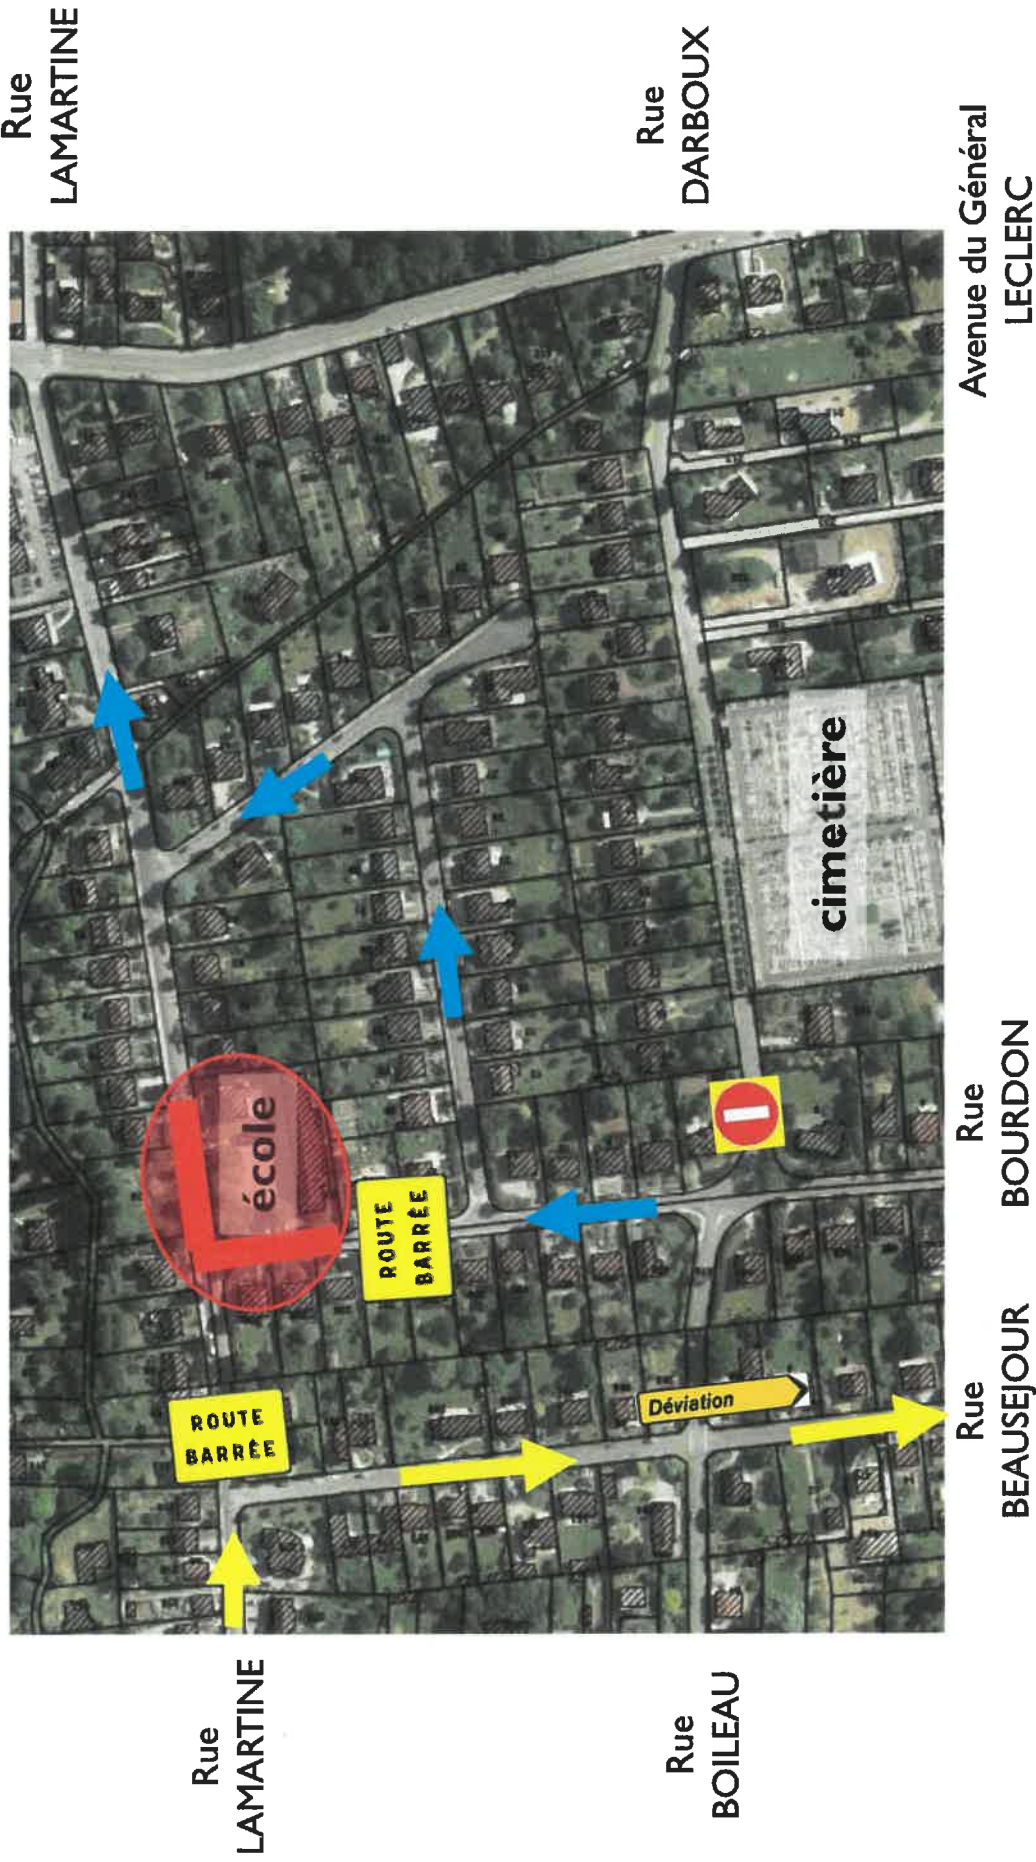 Rue
LAMARTINE
Rue
DARBOUX
Avenue du Général
LECLERC
cimetière
école
ROUTE
BARRÉE
ROUTE
BARRÉE
Déviation
Rue
BOURDON
Rue
BEAUSEJOUR
Rue
LAMARTINE
Rue
BOILEAU